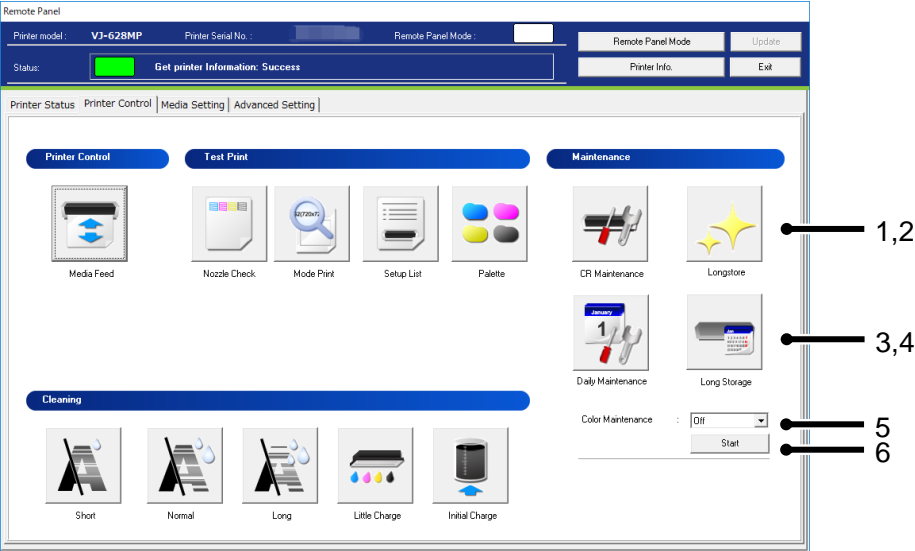 Remote Panel
Printer model : VJ-628MP Printer Serial No. : Remote Panel Mode : Remote Panel Mode Update
Status: Get printer Information: Success Printer Info. Exit
Printer Status Printer Control Media Setting Advanced Setting
Printer Control Test Print Maintenance
1,2
Media Feed Nozzle Check Mode Print Setup List Palette CR Maintenance Longstore
January
1
Jan
3,4
Daily Maintenance Long Storage
Cleaning
Color Maintenance : Off 5
Start 6
Short Normal Long Little Charge Initial Charge